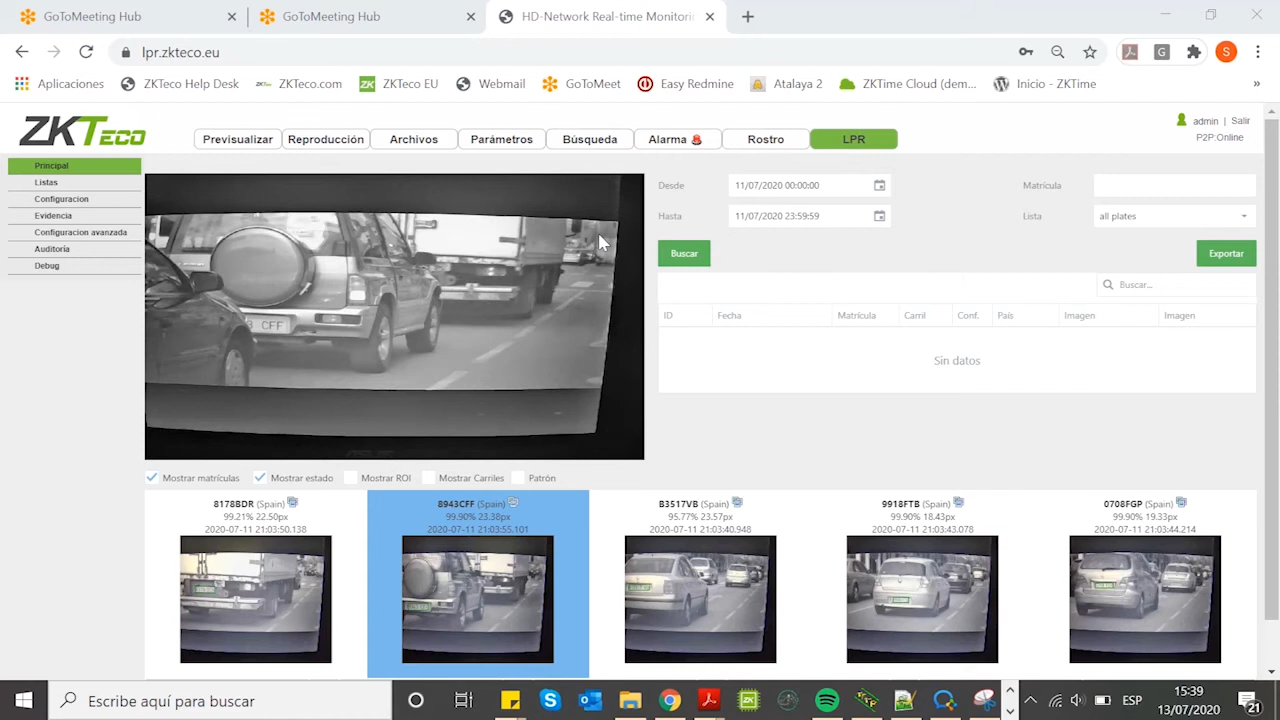 GoToMeeting Hub
GoToMeeting Hub
HD-Network Real-time Monitorin
lpr.zkteco.eu
G
S
Aplicaciones
ZKTeco Help Desk
ZKTeco.com
ZK
ZKTeco EU
Webmail
GoToMeet
Easy Redmine
Atalaya 2
ZKTime Cloud (dem...
Inicio - ZKTime
»
ZKTeco
Previsualizar
Reproducción
Archivos
Parámetros
Búsqueda
Alarma
Rostro
LPR
admin | Salir
P2P:Online
Principal
Listas
Configuracion
Evidencia
Configuracion avanzada
Auditoria
Debug
CFF
Desde
11/07/2020 00:00:00
Matrícula
Hasta
11/07/2020 23:59:59
Lista
all plates
Buscar
Exportar
Buscar...
ID
Fecha
Matrícula
Carril
Conf.
País
Imagen
Imagen
Sin datos
Mostrar matrículas
Mostrar estado
Mostrar ROI
Mostrar Carriles
Patrón
8178BDR (Spain)
99.21% 22.50px
2020-07-11 21:03:50.138
8943CFF (Spain)
99.90% 23.38px
2020-07-11 21:03:55.101
B3517VB (Spain)
95.77% 23.57px
2020-07-11 21:03:40.948
9918FTB (Spain)
99.90% 18.43px
2020-07-11 21:03:43.078
0708FGP (Spain)
99.90% 19.33px
2020-07-11 21:03:44.214
Escribe aquí para buscar
ZK
ESP
15:39
13/07/2020
21